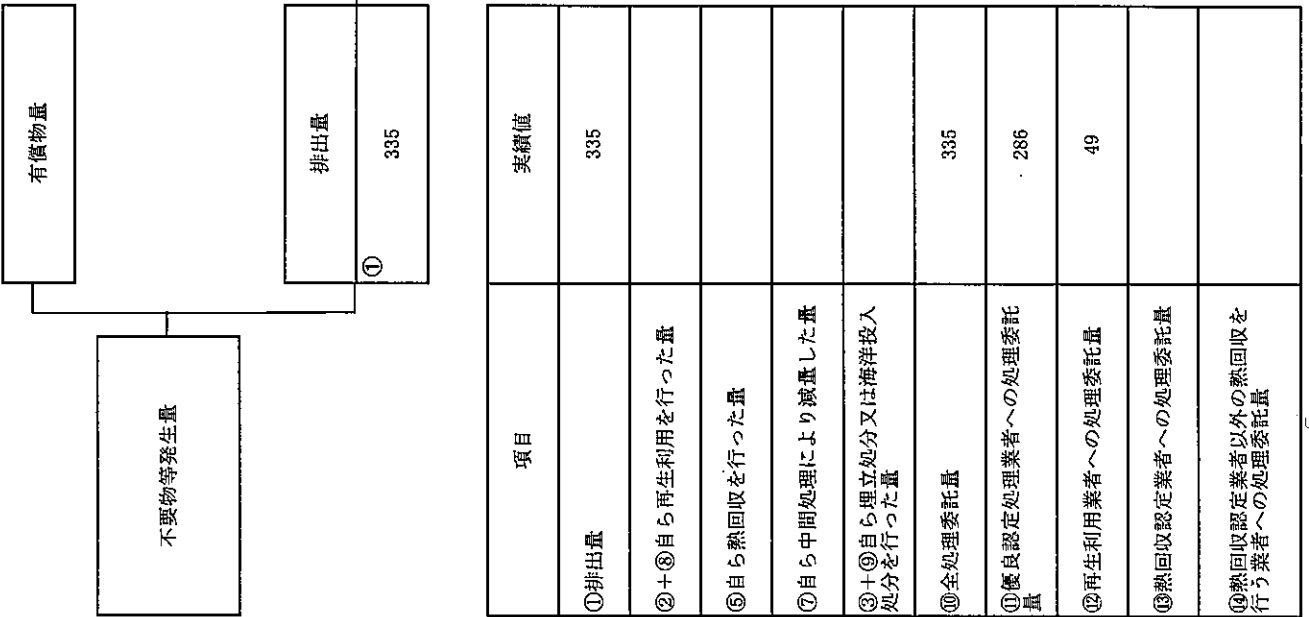 不要物等発生量
有償物量
排出量
① 335
項目 実績値
①排出量 335
②+⑧自ら再生利用を行った量
⑤自ら熱回収を行った量
⑦自ら中間処理により減量した量
③+⑨自ら埋立処分又は海洋投入
処分を行った量
⑩全処理委託量 335
⑪優良認定処理業者への処理委託
量 286
⑫再生利用業者への処理委託量 49
⑬熱回収認定業者への処理委託量
⑭熱回収認定業者以外の熱回収を
行う業者への処理委託量